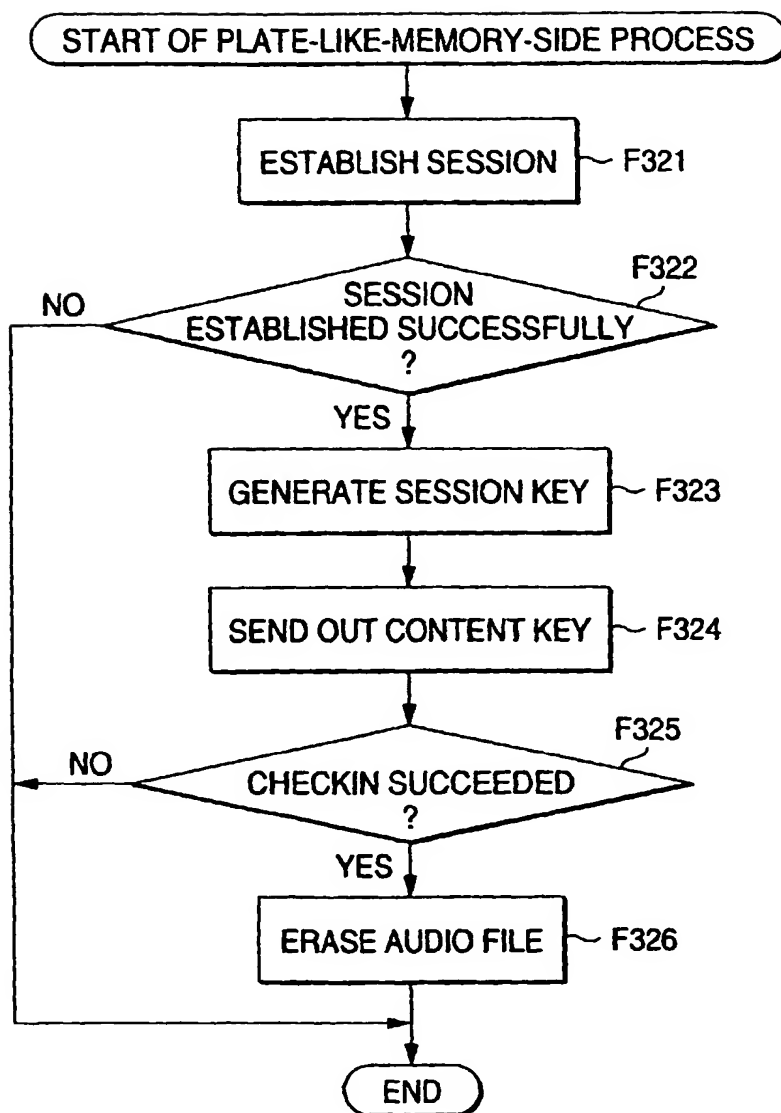 START OF PLATE-LIKE-MEMORY-SIDE PROCESS
ESTABLISH SESSION
F321
F322
NO
SESSION
ESTABLISHED SUCCESSFULLY
?
YES
GENERATE SESSION KEY
F323
SEND OUT CONTENT KEY
F324
F325
NO
CHECKIN SUCCEEDED
?
YES
ERASE AUDIO FILE
F326
END